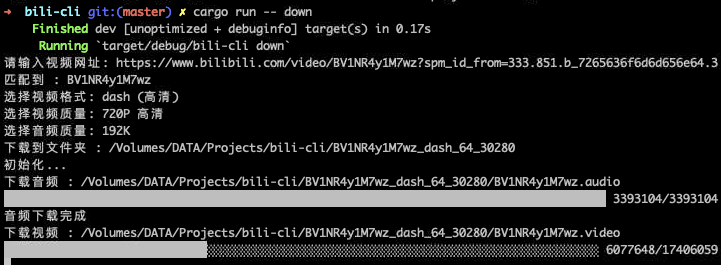 ➜ bili-cli git:(master) ✗ cargo run -- down
Finished dev [unoptimized + debuginfo] target(s) in 0.17s
Running `target/debug/bili-cli down`
请输入视频网址: https://www.bilibili.com/video/BV1NR4y1M7wz?spm_id_from=333.851.b_7265636f6d6d656e64.3
匹配到 : BV1NR4y1M7wz
选择视频格式: dash (高清)
选择视频质量: 720P 高清
选择音频质量: 192K
下载到文件夹 : /Volumes/DATA/Projects/bili-cli/BV1NR4y1M7wz_dash_64_30280
初始化...
下载音频 : /Volumes/DATA/Projects/bili-cli/BV1NR4y1M7wz_dash_64_30280/BV1NR4y1M7wz.audio
3393104/3393104
音频下载完成
下载视频 : /Volumes/DATA/Projects/bili-cli/BV1NR4y1M7wz_dash_64_30280/BV1NR4y1M7wz.video
6077648/17406059